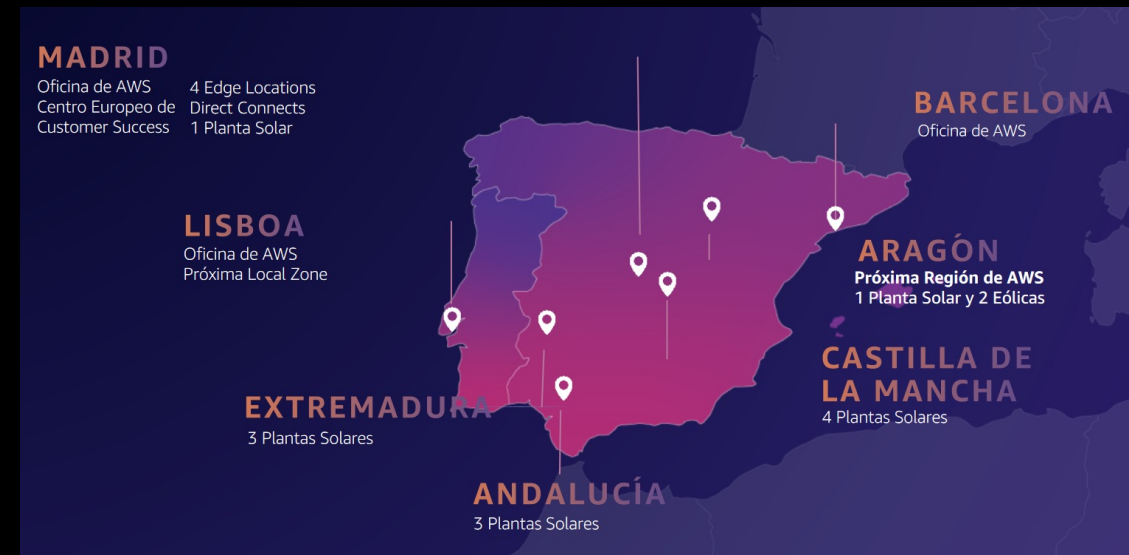 MADRID
Oficina de AWS
Centro Europeo de
Customer Success
4 Edge Locations
Direct Connects
1 Planta Solar
BARCELONA
Oficina de AWS
LISBOA
Oficina de AWS
Próxima Local Zone
ARAGÓN
Próxima Región de AWS
1 Planta Solar y 2 Eólicas
CASTILLA DE
LA MANCHA
4 Plantas Solares
EXTREMADURA
3 Plantas Solares
ANDALUCÍA
3 Plantas Solares